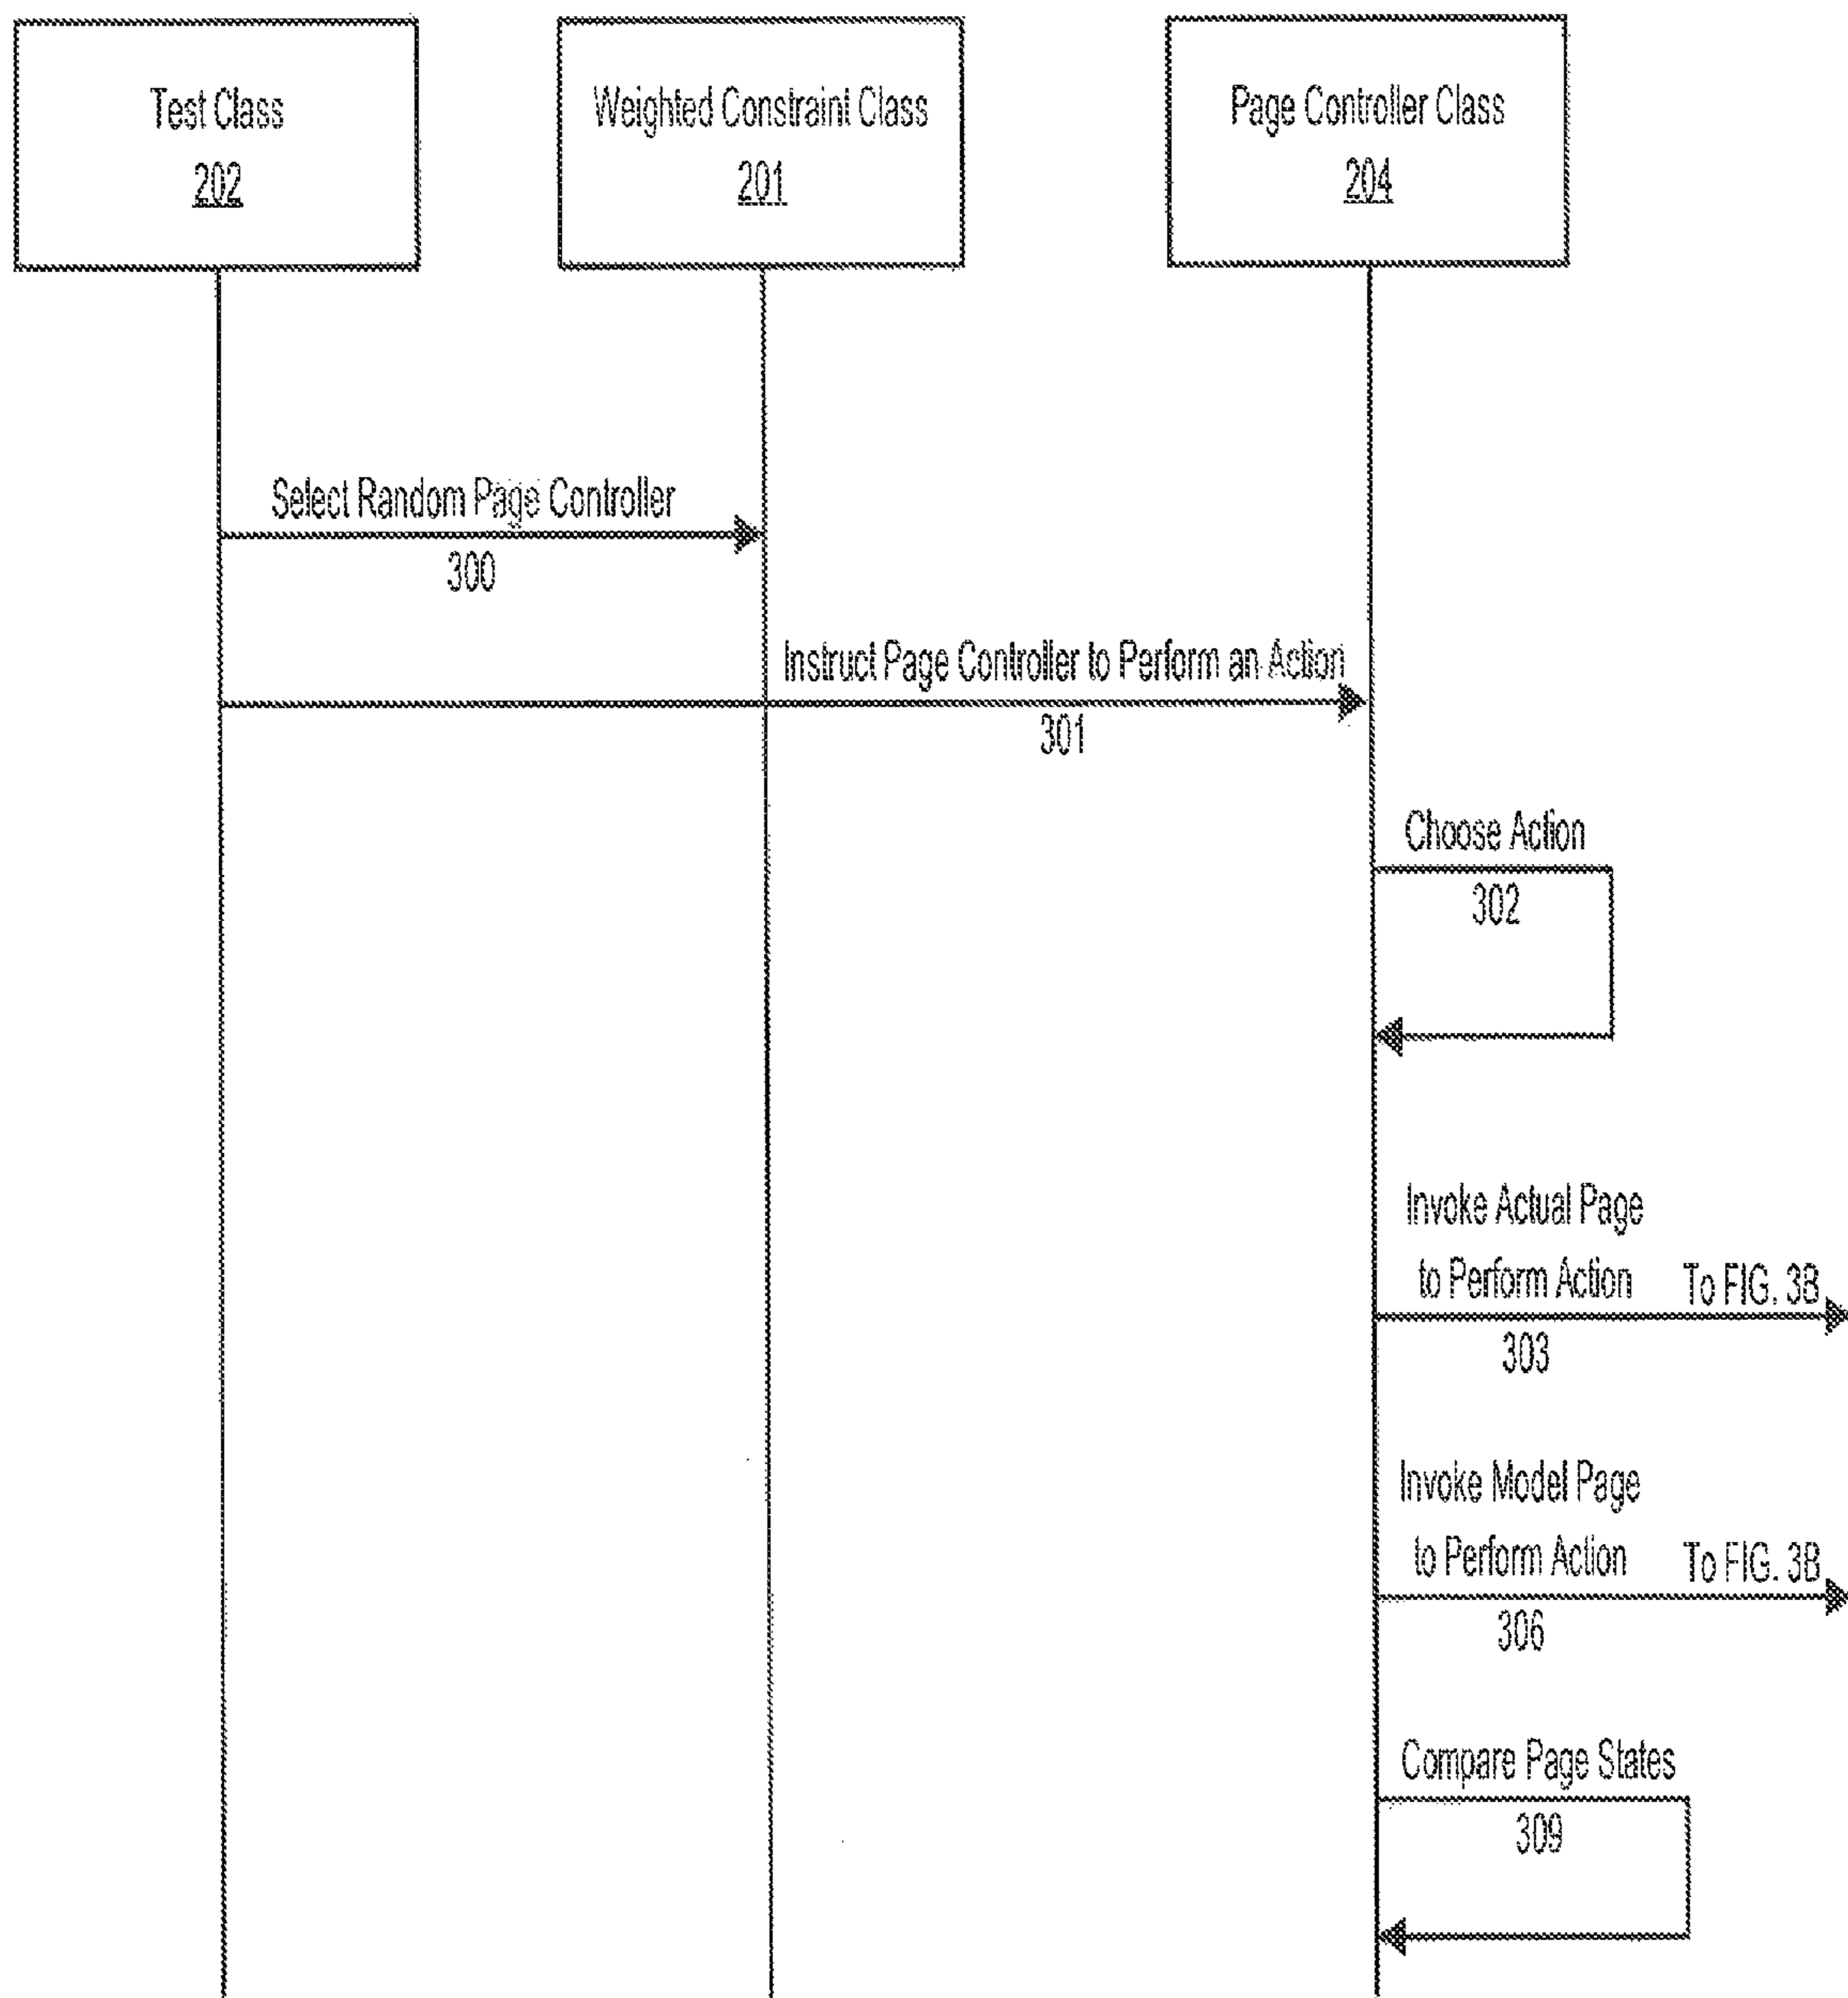 Test Class
202
Weighted Constraint Class
201
Page Controller Class
204
Select Random Page Controller
300
Instruct Page Controller to Perform an Action
301
Choose Action
302
Invoke Actual Page
to Perform Action
To FIG. 3B
303
Invoke Model Page
to Perform Action
To FIG. 3B
306
Compare Page States
309